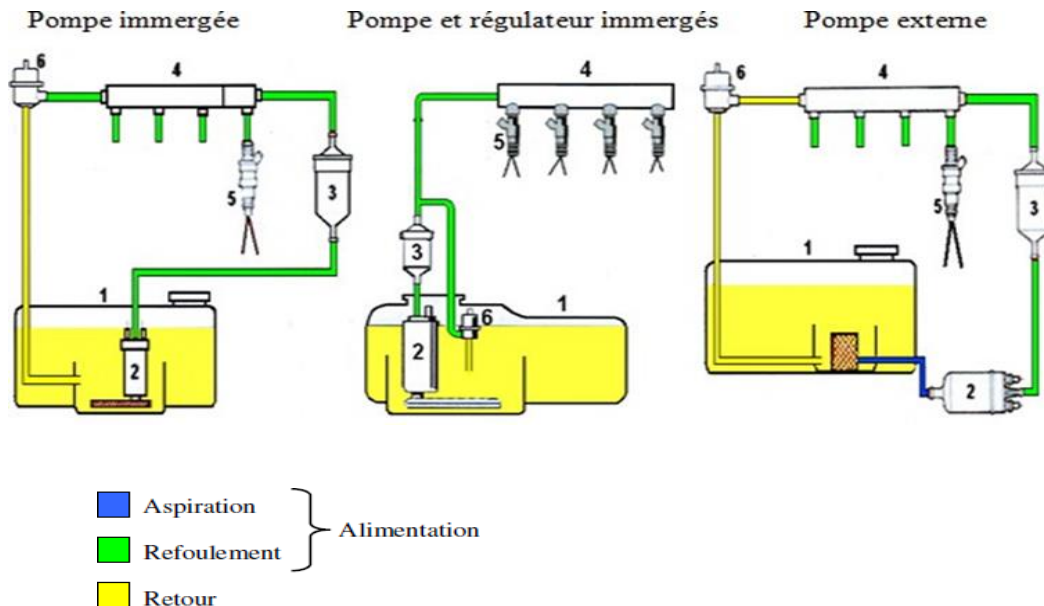 Pompe immergée
Pompe et régulateur immergés
Pompe externe
6
4
3
5
1
2
4
5
3
1
6
2
6
4
3
5
1
2
Aspiration
Refoulement
Alimentation
Retour